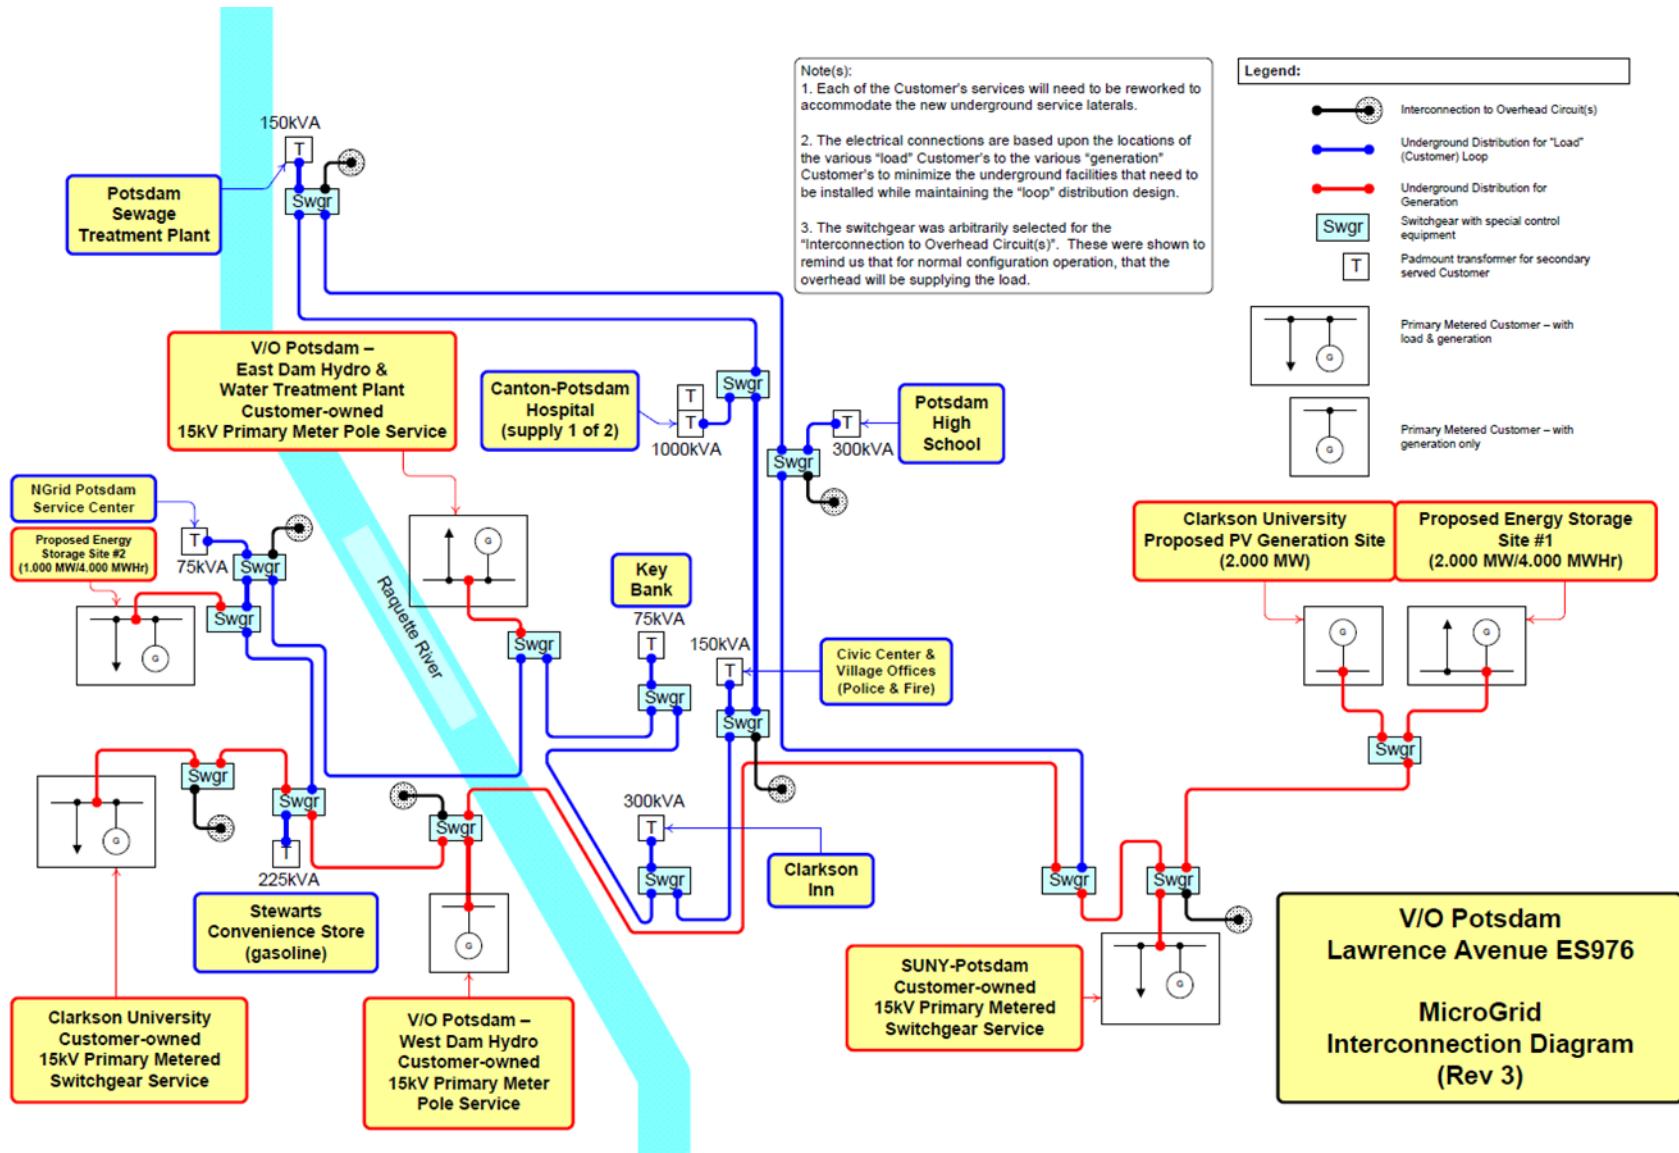 Note(s):
1. Each of the Customer's services will need to be reworked to
accommodate the new underground service laterals.
2. The electrical connections are based upon the locations of
the various "load" Customer's to the various "generation"
Customer's to minimize the underground facilities that need to
be installed while maintaining the "loop" distribution design.
3. The switchgear was arbitrarily selected for the
"Interconnection to Overhead Circuit(s)". These were shown to
remind us that for normal configuration operation, that the
overhead will be supplying the load.
Legend:
Interconnection to Overhead Circuit(s)
Underground Distribution for "Load"
(Customer) Loop
Underground Distribution for
Generation
Swgr
Switchgear with special control
equipment
T
Padmount transformer for secondary
served Customer
G
Primary Metered Customer – with
load & generation
G
Primary Metered Customer – with
generation only
150kVA
T
Swgr
Potsdam
Sewage
Treatment Plant
V/O Potsdam –
East Dam Hydro &
Water Treatment Plant
Customer-owned
15kV Primary Meter Pole Service
Canton-Potsdam
Hospital
(supply 1 of 2)
T
T
1000kVA
Swgr
Swgr
T
300kVA
Potsdam
High
School
NGrid Potsdam
Service Center
T
75kVA
Swgr
Proposed Energy
Storage Site #2
(1.000 MW/4.000 MWHr)
Swgr
G
G
Raquette River
Swgr
Key
Bank
75kVA
T
Swgr
150kVA
T
Swgr
Civic Center &
Village Offices
(Police & Fire)
Clarkson University
Proposed PV Generation Site
(2.000 MW)
Proposed Energy Storage
Site #1
(2.000 MW/4.000 MWHr)
G
G
Swgr
Swgr
G
Swgr
T
225kVA
Stewarts
Convenience Store
(gasoline)
Swgr
G
300kVA
T
Swgr
Clarkson
Inn
Swgr
Swgr
G
Clarkson University
Customer-owned
15kV Primary Metered
Switchgear Service
V/O Potsdam –
West Dam Hydro
Customer-owned
15kV Primary Meter
Pole Service
SUNY-Potsdam
Customer-owned
15kV Primary Metered
Switchgear Service
V/O Potsdam
Lawrence Avenue ES976
MicroGrid
Interconnection Diagram
(Rev 3)